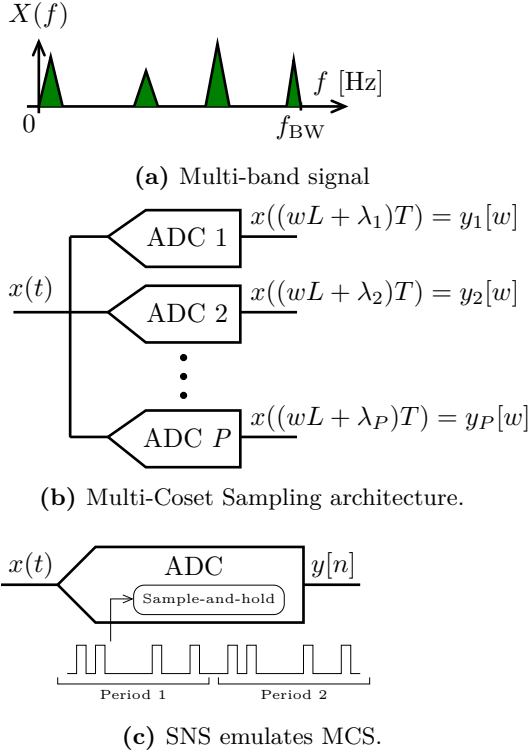 X(f)
f [Hz]
0
f_BW
(a) Multi-band signal
ADC 1
x((wL + λ_1)T) = y_1[w]
x(t)
ADC 2
x((wL + λ_2)T) = y_2[w]
ADC P
x((wL + λ_P)T) = y_P[w]
(b) Multi-Coset Sampling architecture.
x(t)
ADC
y[n]
Sample-and-hold
Period 1
Period 2
(c) SNS emulates MCS.